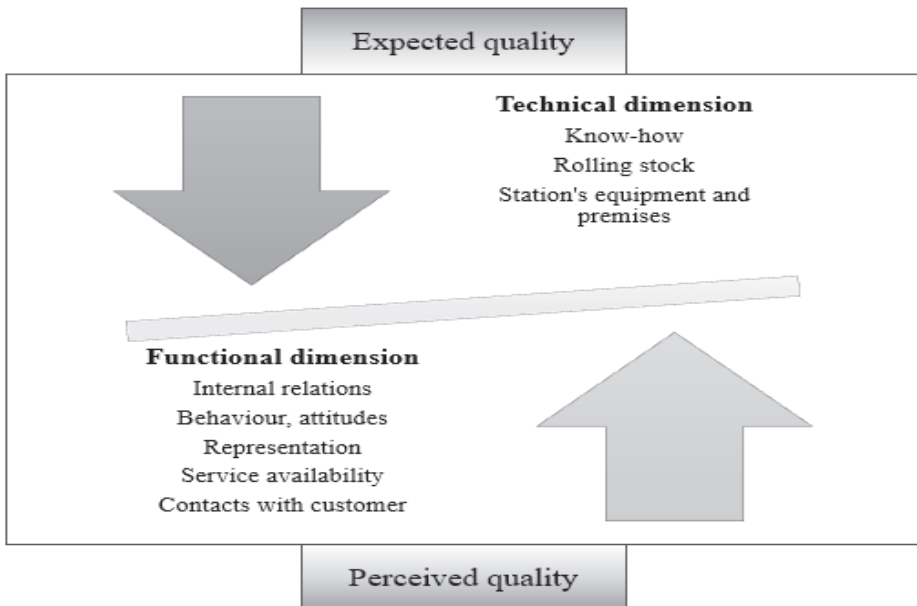 Expected quality
Technical dimension
Know-how
Rolling stock
Station's equipment and
premises
Functional dimension
Internal relations
Behaviour, attitudes
Representation
Service availability
Contacts with customer
Perceived quality